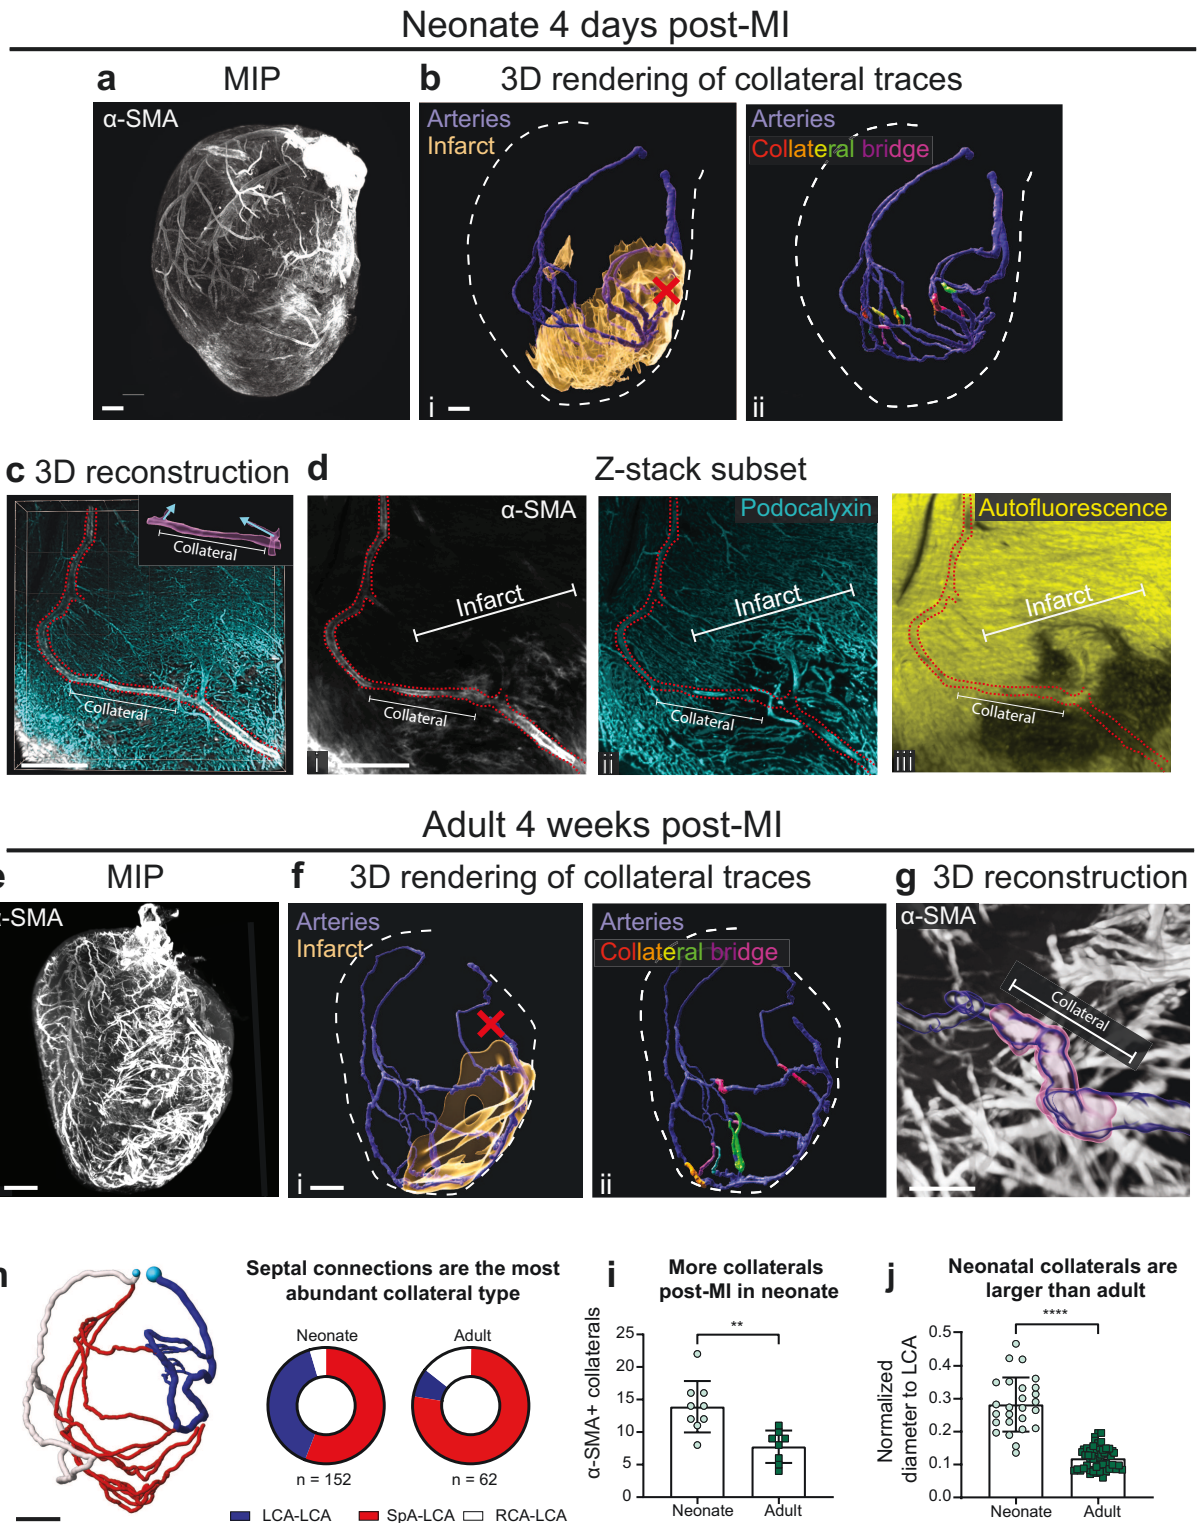 Neonate 4 days post-MI
a MIP
α-SMA
b 3D rendering of collateral traces
Arteries
Infarct
i
Arteries
Collateral bridge
ii
c 3D reconstruction
Collateral
Collateral
d Z-stack subset
α-SMA
Infarct
Collateral
i
Podocalyxin
Infarct
Collateral
ii
Autofluorescence
Infarct
Collateral
iii
Adult 4 weeks post-MI
e MIP
α-SMA
f 3D rendering of collateral traces
Arteries
Infarct
i
Arteries
Collateral bridge
ii
g 3D reconstruction
α-SMA
Collateral
h
Septal connections are the most
abundant collateral type
Neonate
n = 152
Adult
n = 62
LCA-LCA SpA-LCA RCA-LCA
i More collaterals
post-MI in neonate
α-SMA+ collaterals
25
20
15
10
5
0
**
Neonate Adult
j Neonatal collaterals are
larger than adult
Normalized
diameter to LCA
0.5
0.4
0.3
0.2
0.1
0.0
****
Neonate Adult